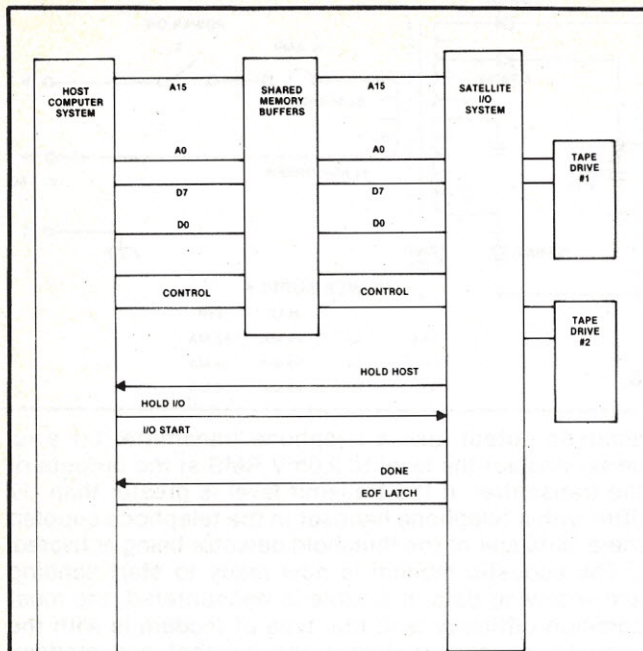 HOST
COMPUTER
SYSTEM
A15
SHARED
MEMORY
BUFFERS
A15
SATELLITE
I/O
SYSTEM
A0
A0
TAPE
DRIVE
#1
D7
D7
D0
D0
CONTROL
CONTROL
TAPE
DRIVE
#2
HOLD HOST
HOLD I/O
I/O START
DONE
EOF LATCH